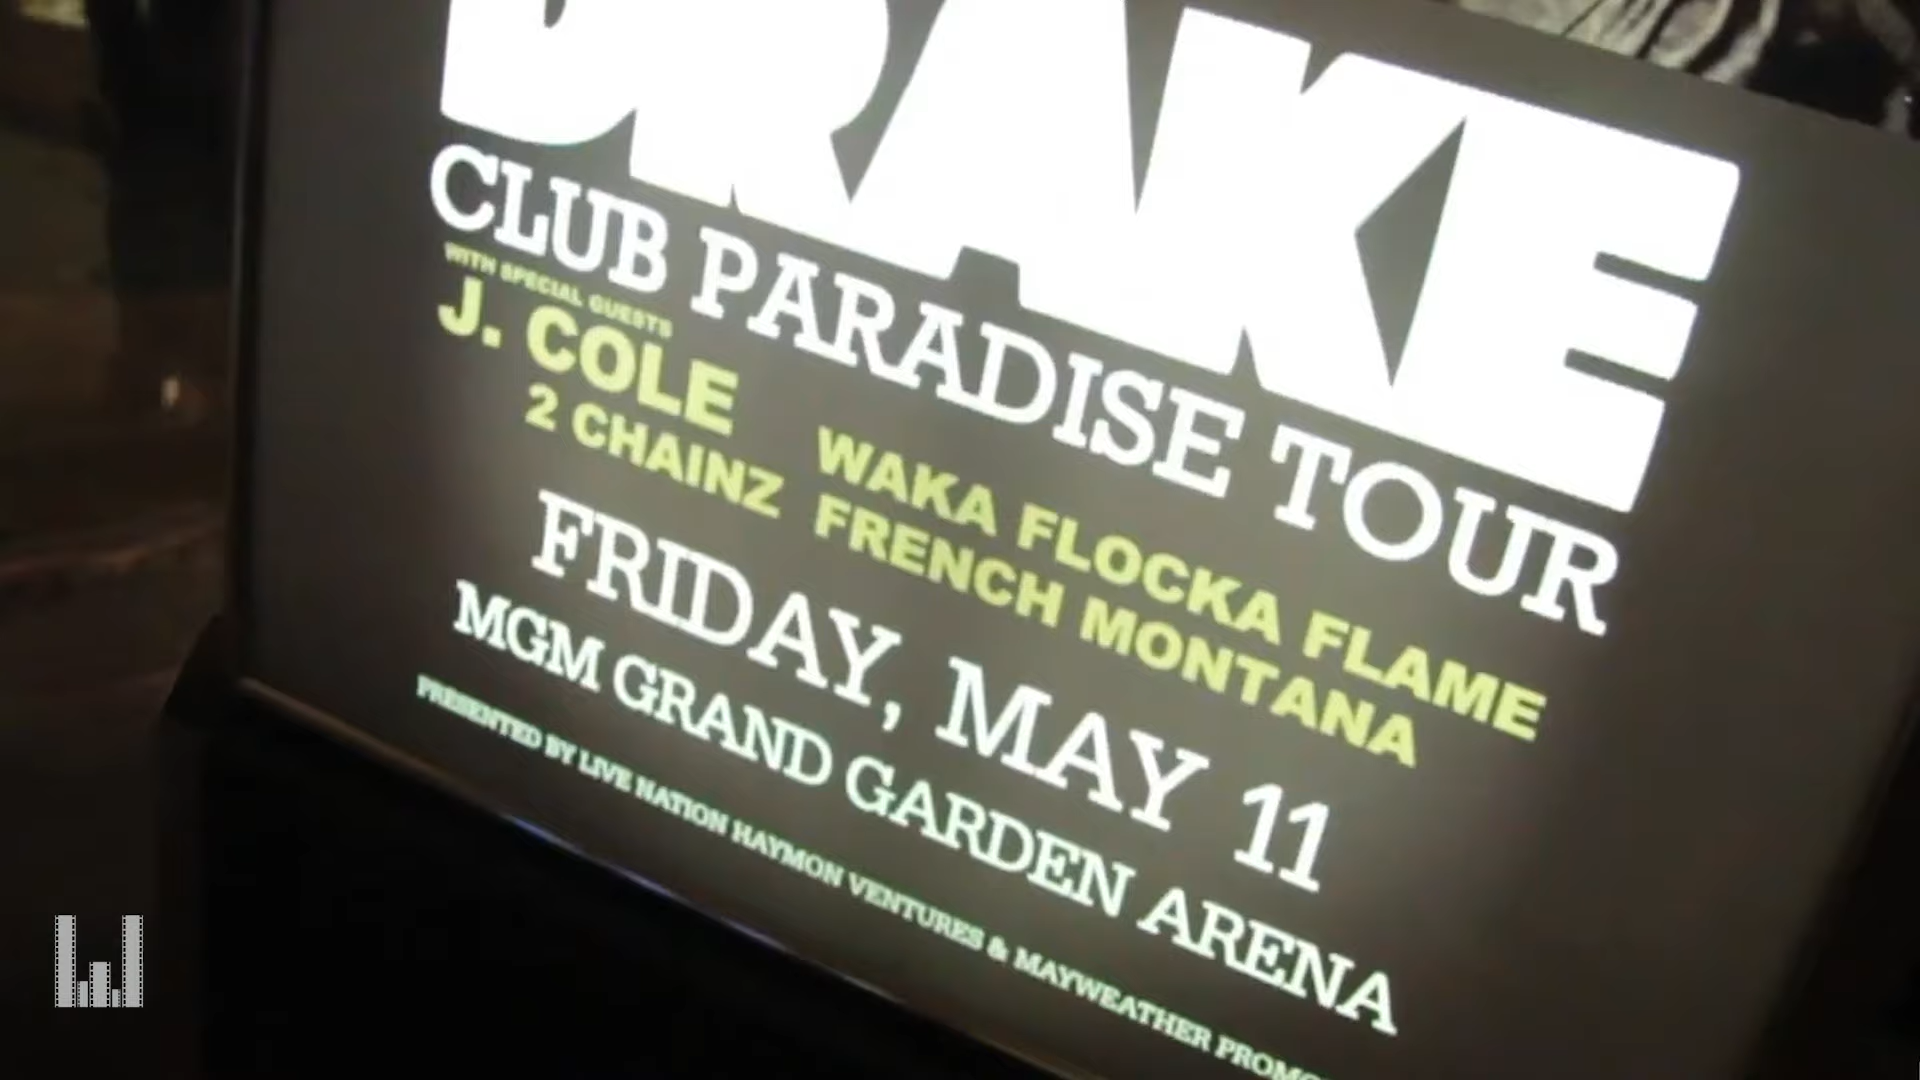 DRAKE
CLUB PARADISE TOUR
WITH SPECIAL GUESTS
J. COLE
2 CHAINZ
WAKA FLOCKA FLAME
FRENCH MONTANA
FRIDAY, MAY 11
MGM GRAND GARDEN ARENA
PRESENTED BY LIVE NATION HAYMON VENTURES & MAYWEATHER